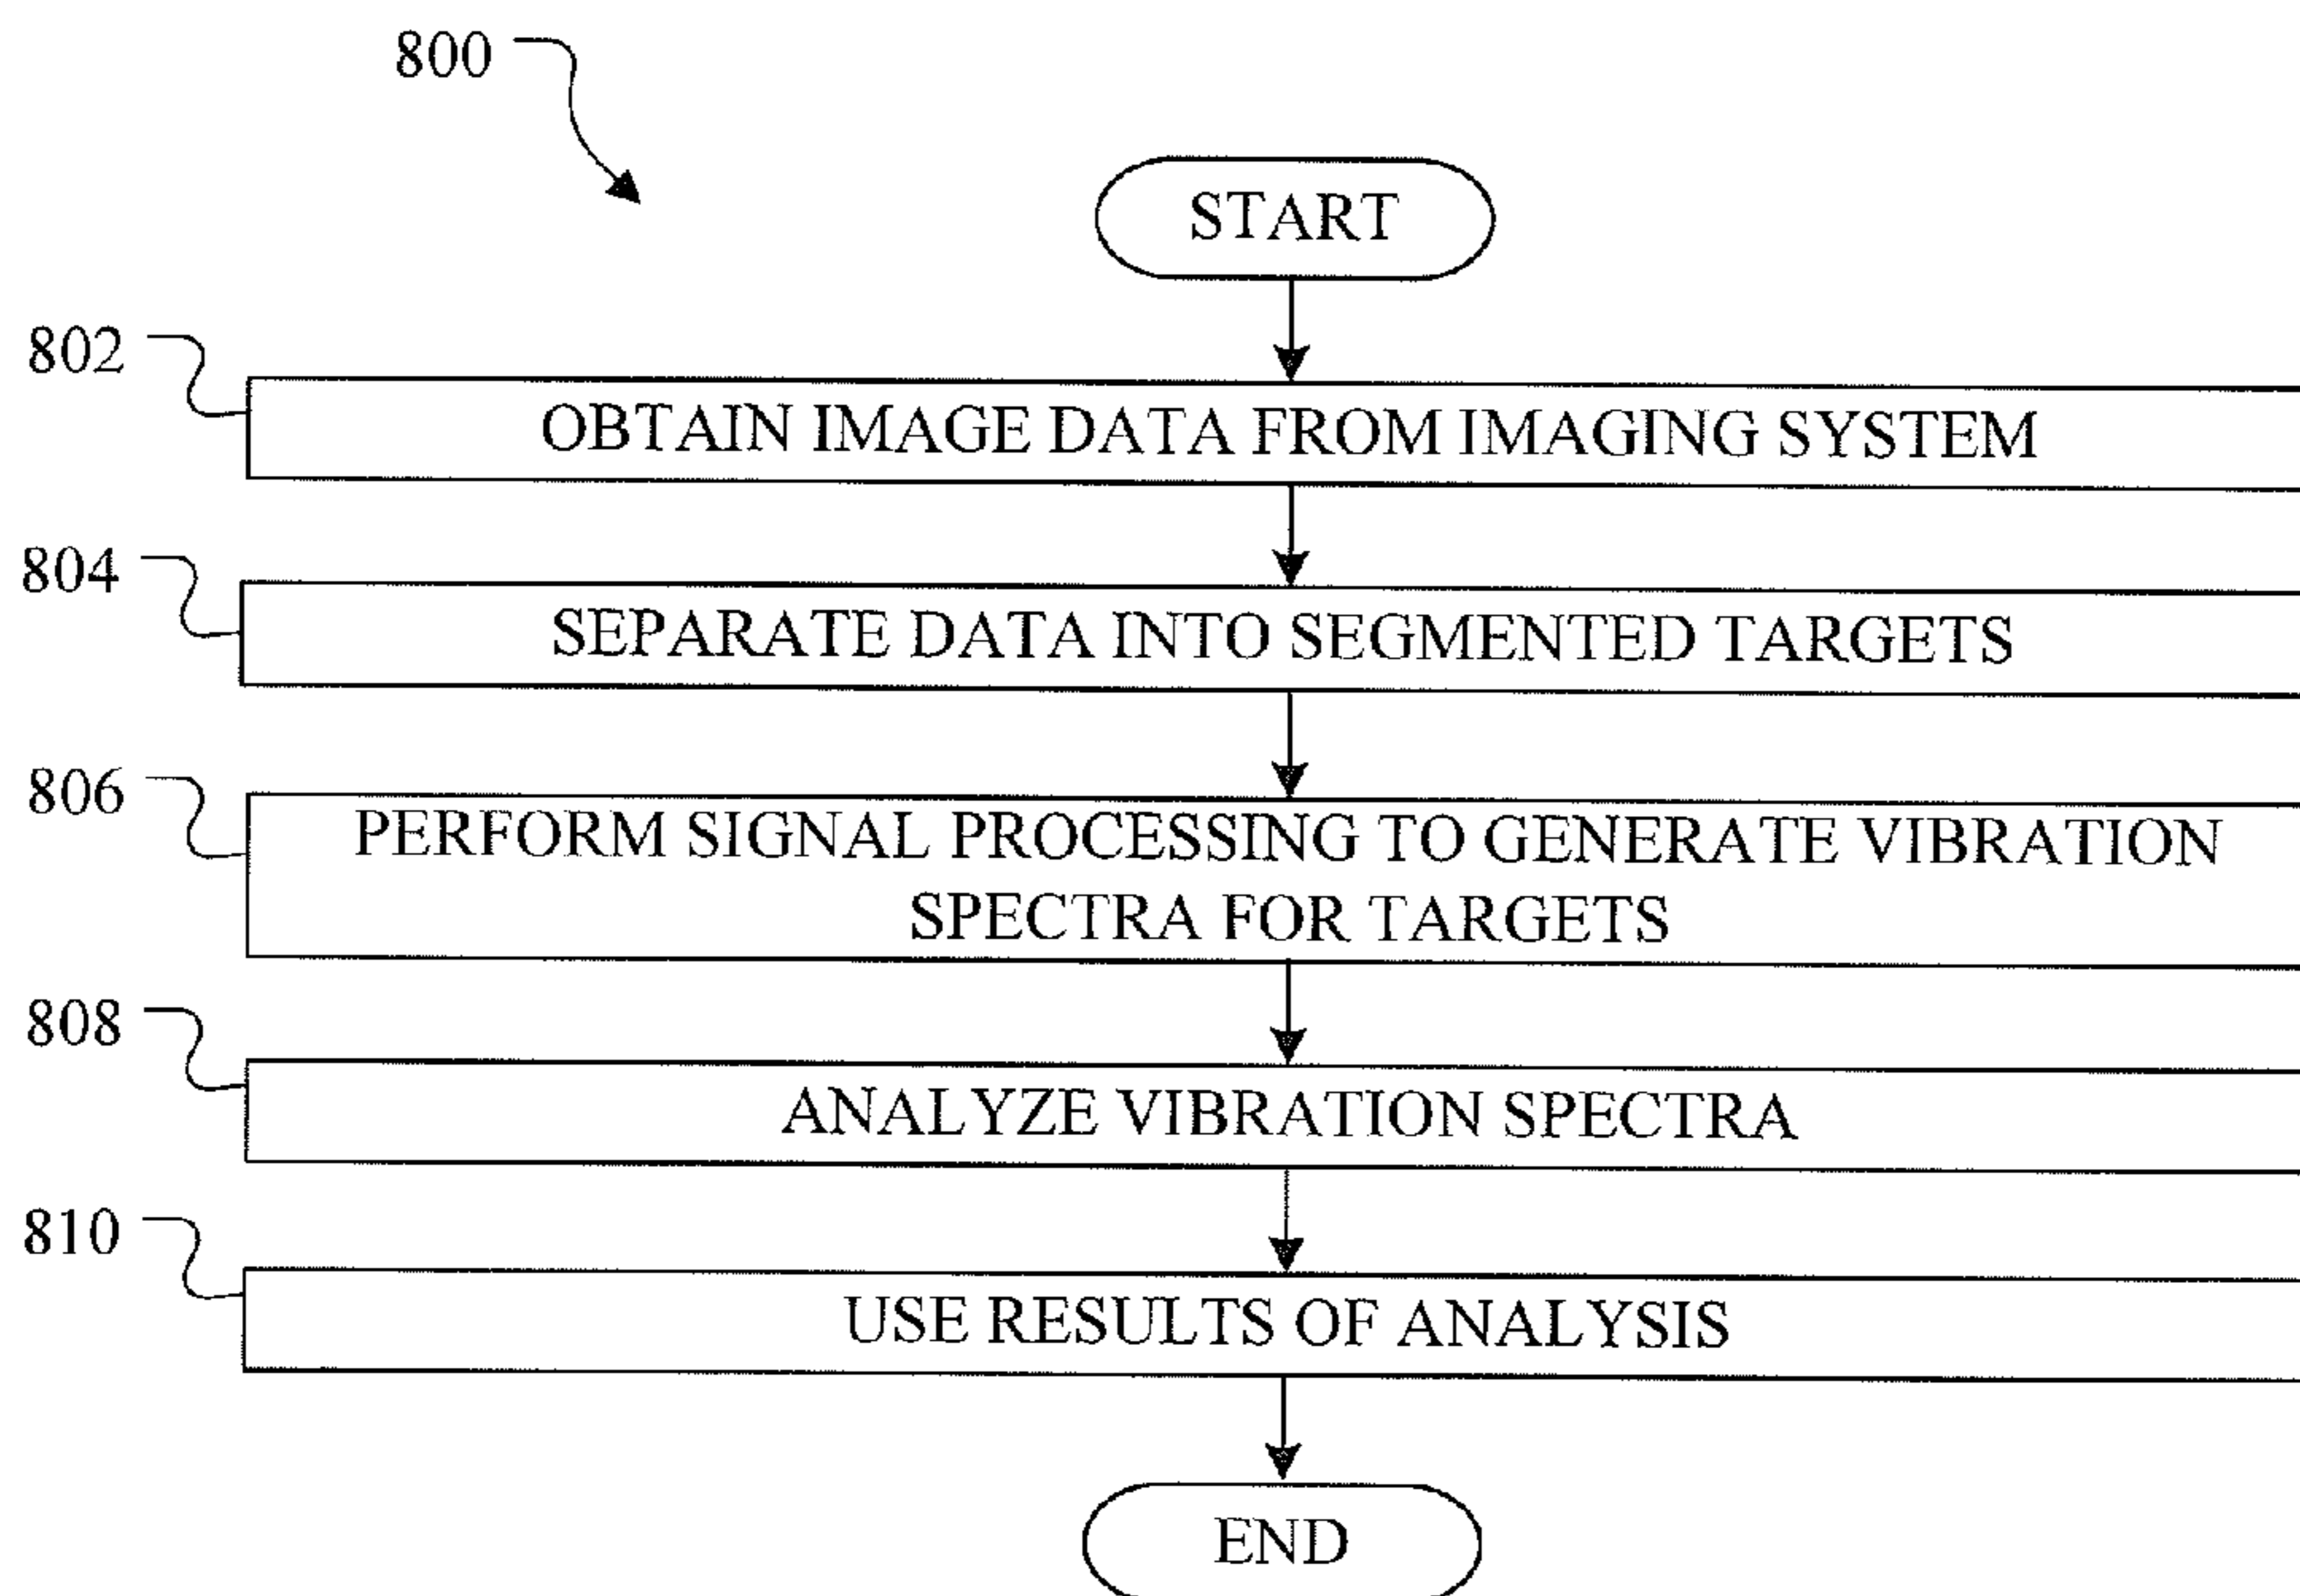 800
START
802
OBTAIN IMAGE DATA FROM IMAGING SYSTEM
804
SEPARATE DATA INTO SEGMENTED TARGETS
806
PERFORM SIGNAL PROCESSING TO GENERATE VIBRATION
SPECTRA FOR TARGETS
808
ANALYZE VIBRATION SPECTRA
810
USE RESULTS OF ANALYSIS
END